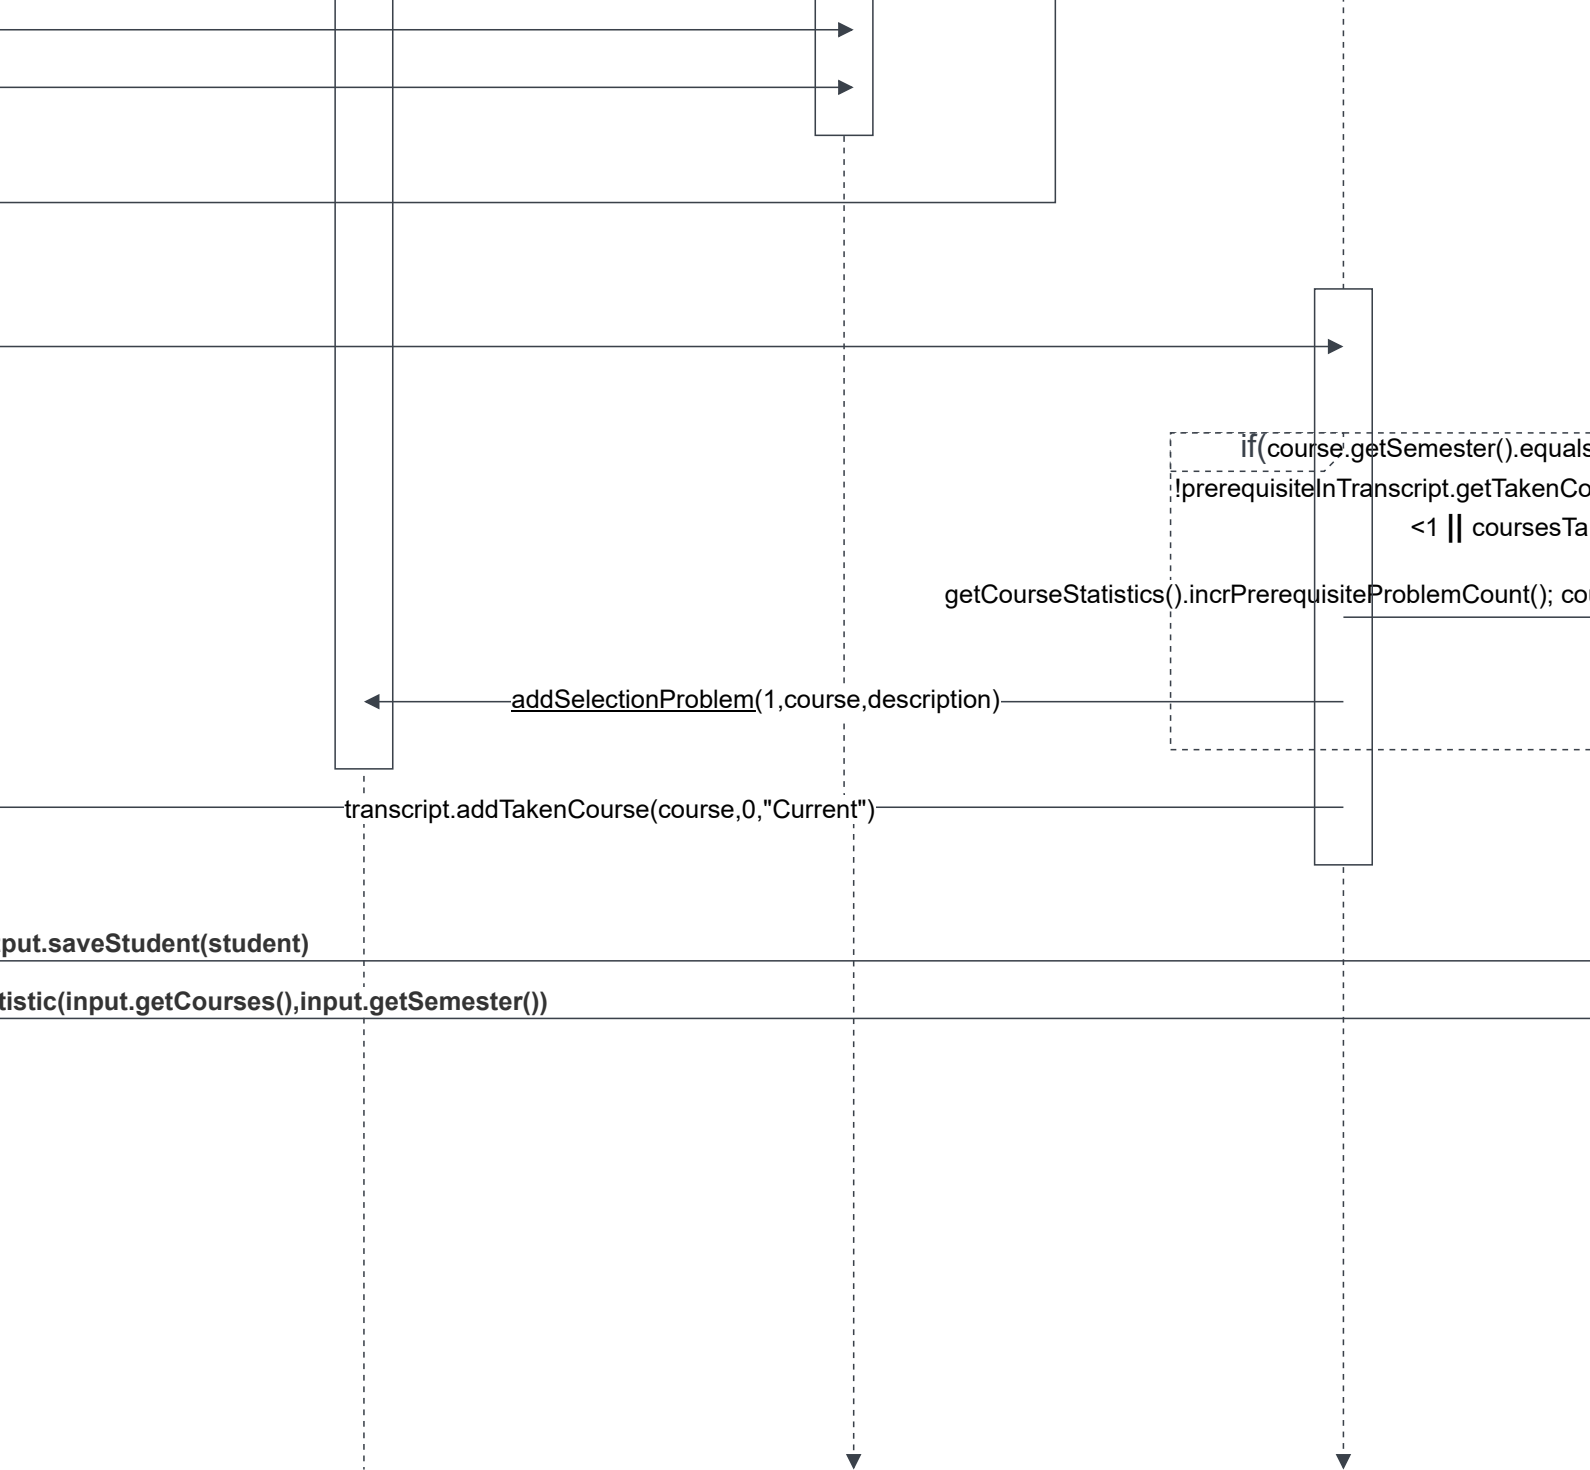 if(course.getSemester().equals
!prerequisiteInTranscript.getTakenCo
<1 || coursesTa
getCourseStatistics().incrPrerequisiteProblemCount(); cou
addSelectionProblem(1,course,description)
transcript.addTakenCourse(course,0,"Current")
put.saveStudent(student)
tistic(input.getCourses(),input.getSemester())